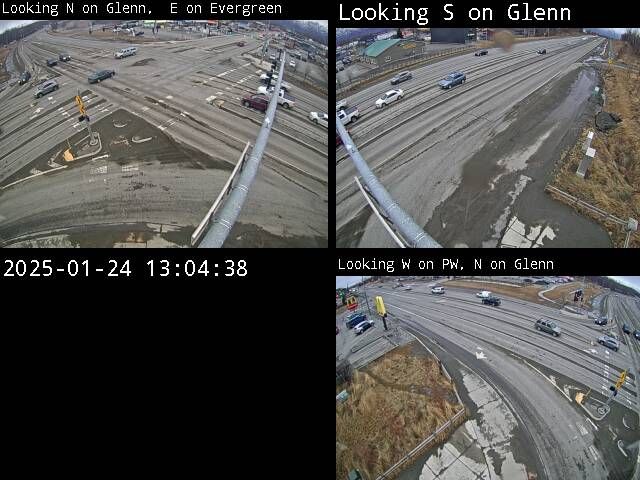 Looking N on Glenn,  E on Evergreen
Looking S on Glenn
2025-01-24 13:04:38
Looking W on PW, N on Glenn